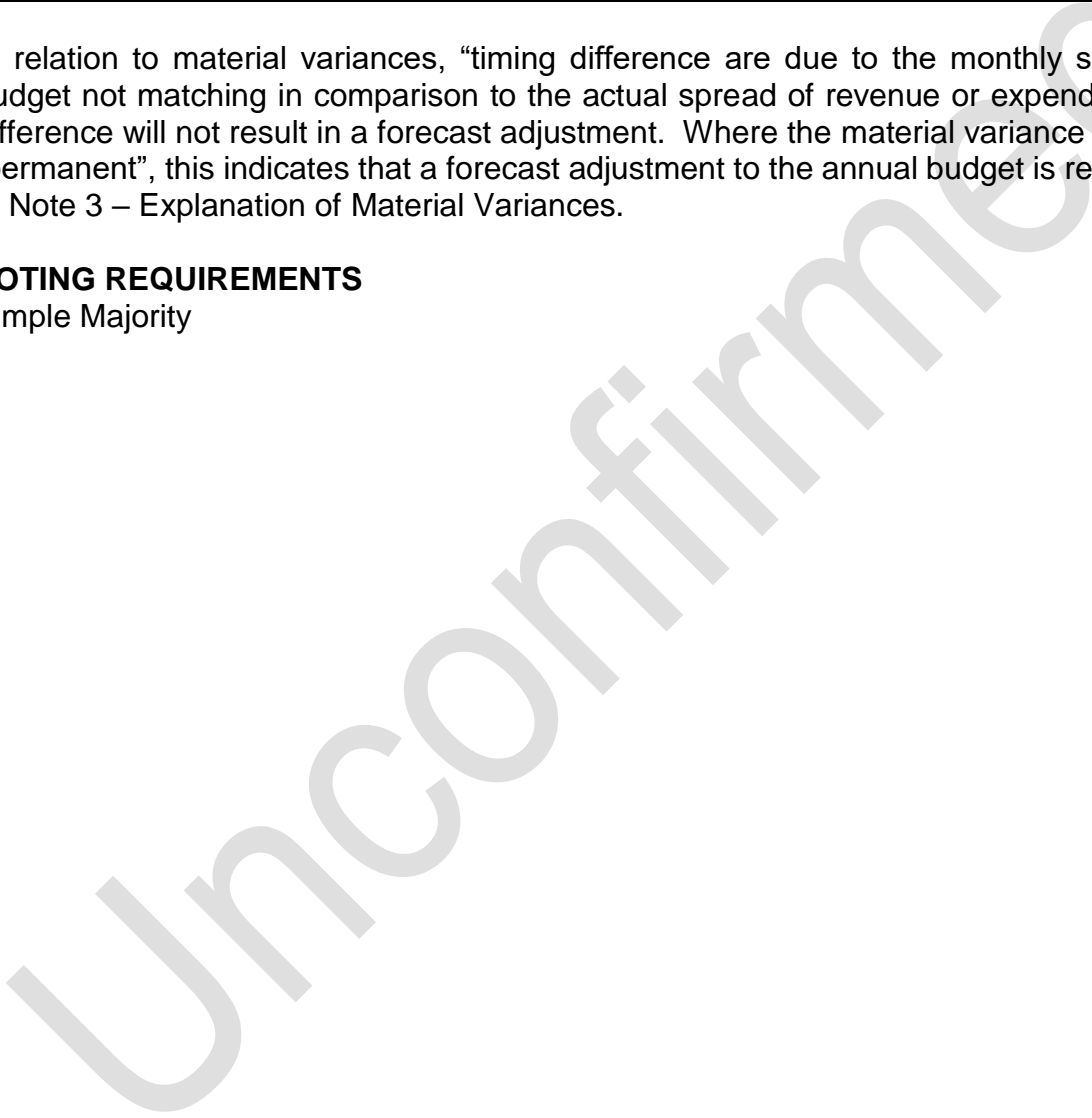 relation to material variances, “timing difference are due to the monthly s
udget not matching in comparison to the actual spread of revenue or expend
ifference will not result in a forecast adjustment. Where the material variance
ermanent”, this indicates that a forecast adjustment to the annual budget is re
Note 3 – Explanation of Material Variances.
OTING REQUIREMENTS
mple Majority
Unconfirmed